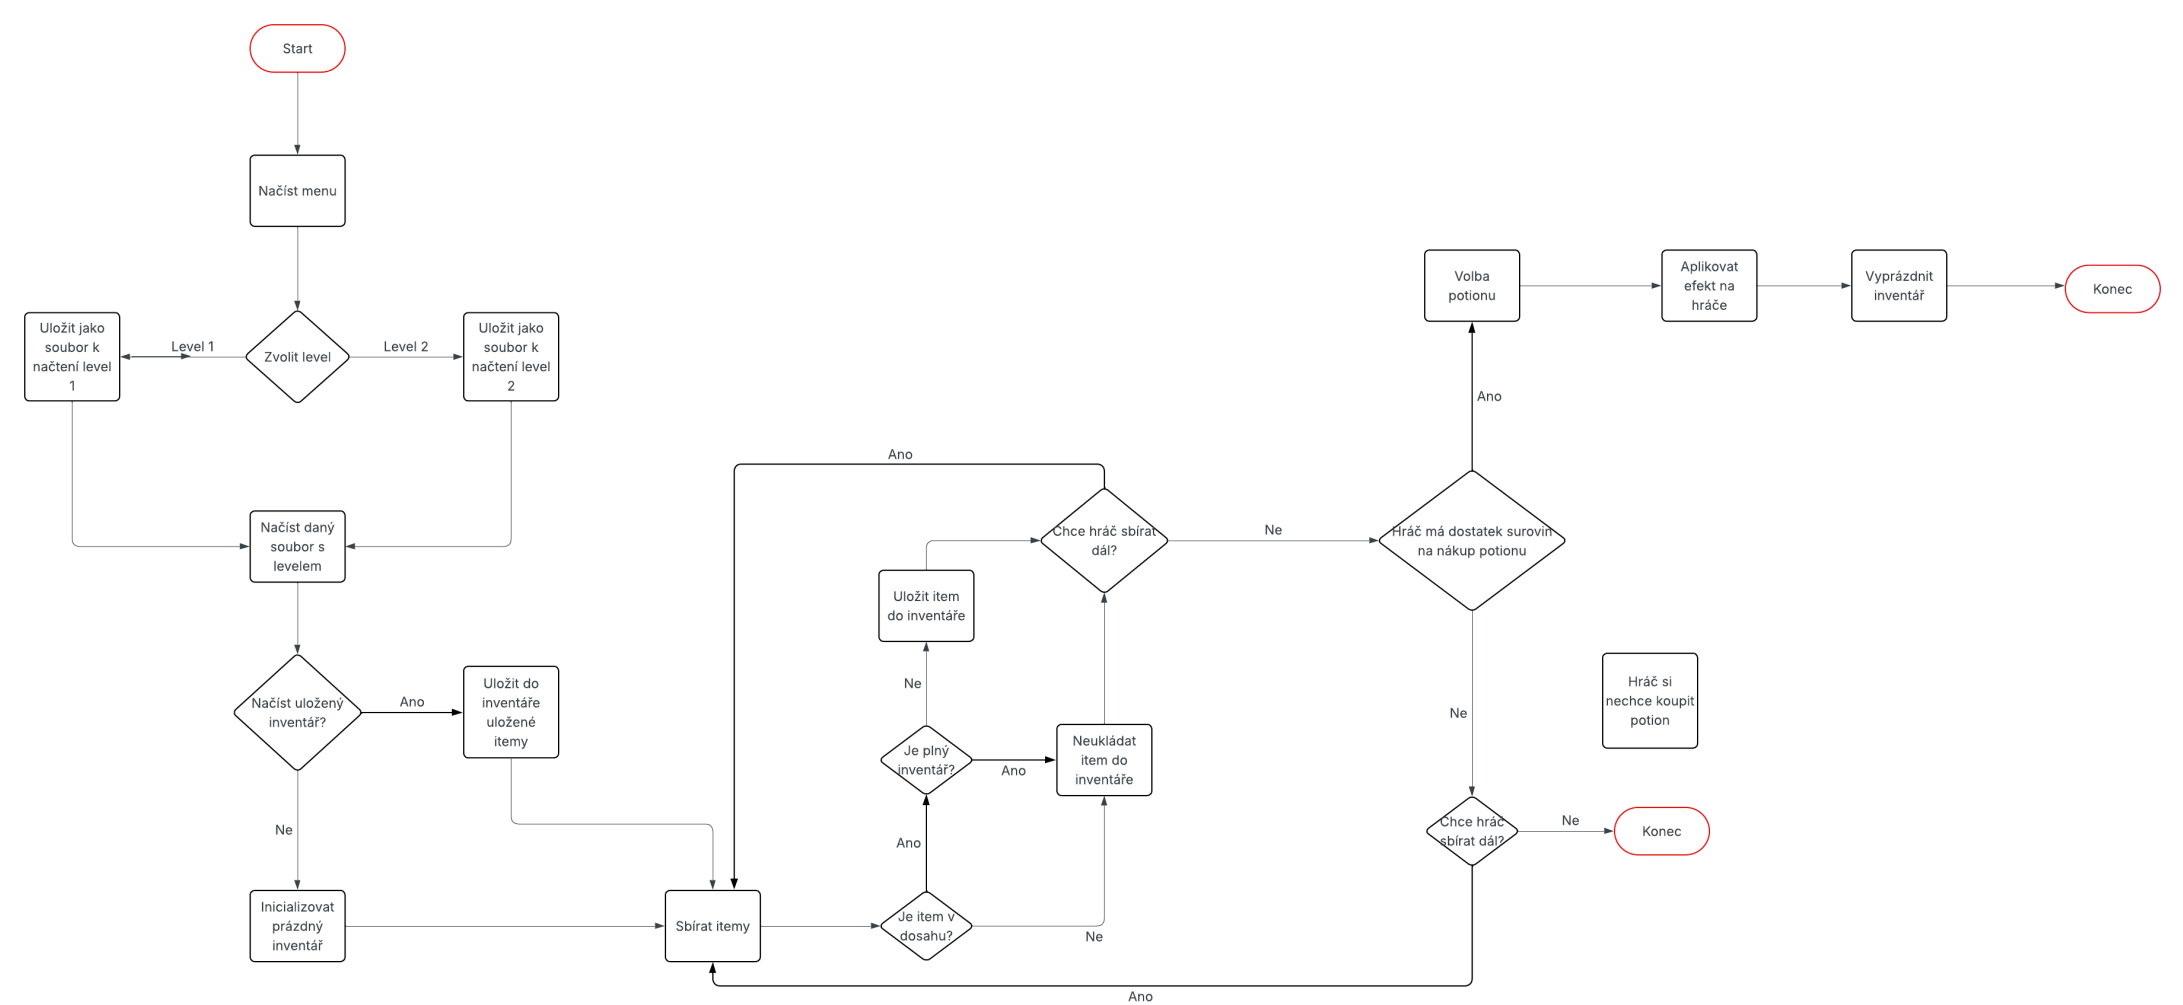 Start
Načíst menu
Uložit jako
soubor k
načtení level
1
Level 1
Zvolit level
Level 2
Uložit jako
soubor k
načtení level
2
Načíst daný
soubor s
levelem
Načíst uložený
inventář?
Ano
Uložit do
inventáře
uložené
itemy
Ne
Inicializovat
prázdný
inventář
Sbírat itemy
Je item v
dosahu?
Ne
Ano
Je plný
inventář?
Ano
Neukládat
item do
inventáře
Ne
Uložit item
do inventáře
Chce hráč sbírat
dál?
Ano
Ne
Hráč má dostatek surovin
na nákup potionu
Ano
Volba
potionu
Aplikovat
efekt na
hráče
Vyprázdnit
inventář
Konec
Ne
Hráč si
nechce koupit
potion
Chce hráč
sbírat dál?
Ne
Konec
Ano